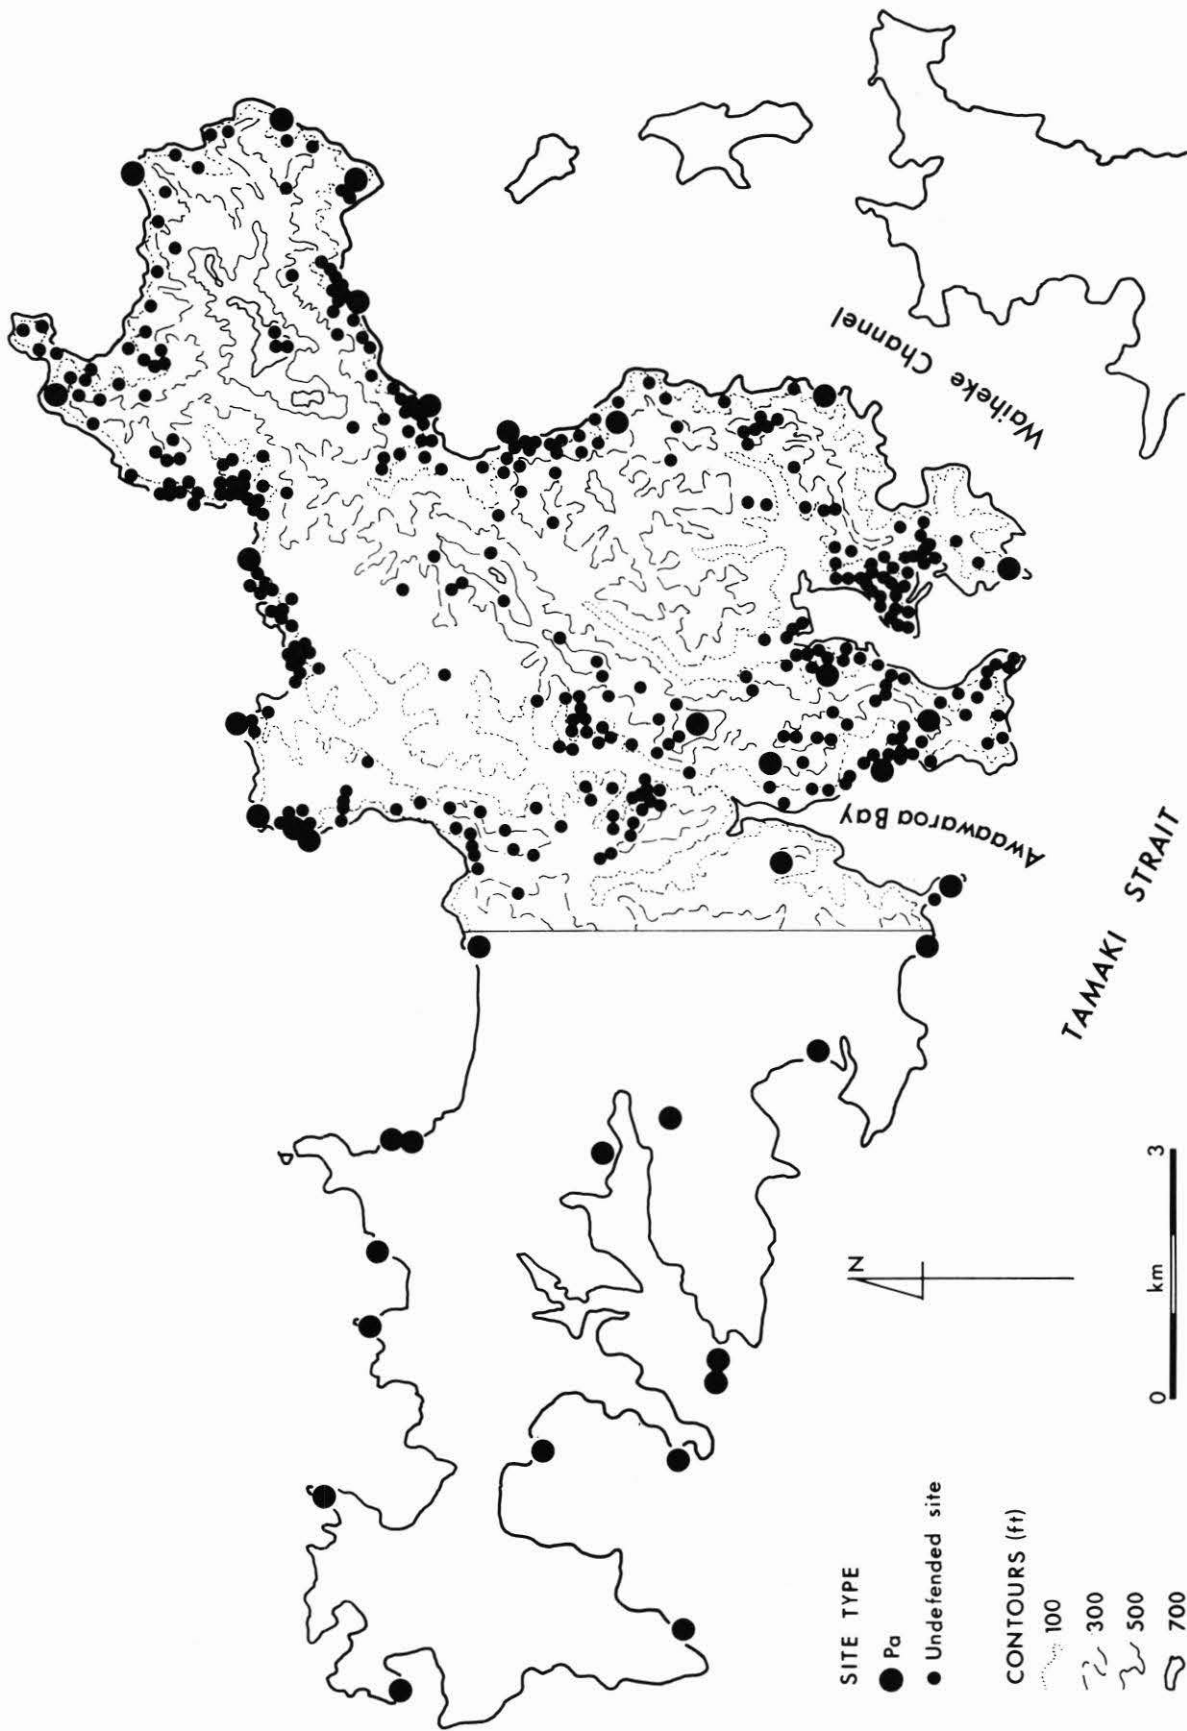 Waiheke Channel
Awaawaroa Bay
TAMAKI STRAIT
SITE TYPE
Pa
Undefended site
CONTOURS (ft)
100
300
500
700
N
0 km 3